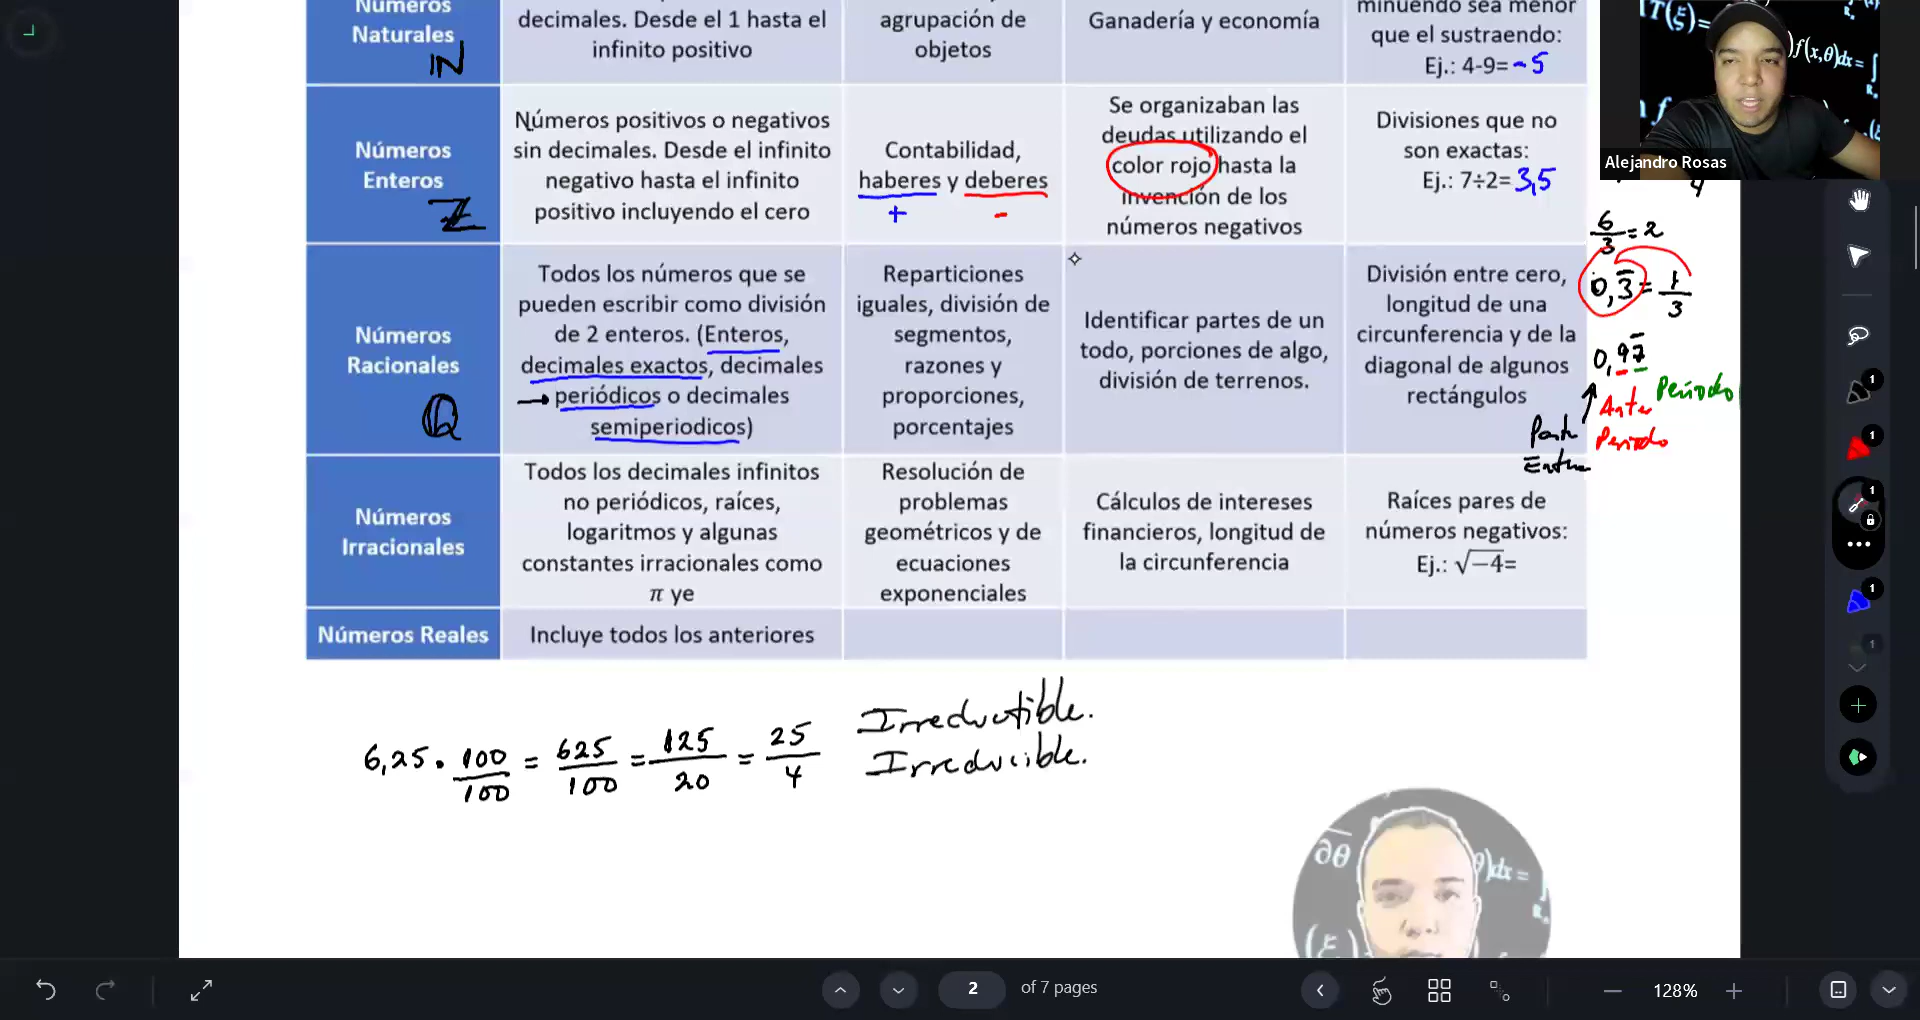 Números
Naturales
IN
decimales. Desde el 1 hasta el
infinito positivo
agrupación de
objetos
Ganadería y economía
minuendo sea menor
que el sustraendo:
Ej.: 4-9=-5
Números
Enteros
Z
Números positivos o negativos
sin decimales. Desde el infinito
negativo hasta el infinito
positivo incluyendo el cero
Contabilidad,
haberes y deberes
+ -
Se organizaban las
deudas utilizando el
color rojo hasta la
invención de los
números negativos
Divisiones que no
son exactas:
Ej.: 7÷2=3,5
Números
Racionales
Q
Todos los números que se
pueden escribir como división
de 2 enteros. (Enteros,
decimales exactos, decimales
periódicos o decimales
semiperiodicos)
Reparticiones
iguales, división de
segmentos,
razones y
proporciones,
porcentajes
Identificar partes de un
todo, porciones de algo,
división de terrenos.
División entre cero,
longitud de una
circunferencia y de la
diagonal de algunos
rectángulos
Números
Irracionales
Todos los decimales infinitos
no periódicos, raíces,
logaritmos y algunas
constantes irracionales como
π ye
Resolución de
problemas
geométricos y de
ecuaciones
exponenciales
Cálculos de intereses
financieros, longitud de
la circunferencia
Raíces pares de
números negativos:
Ej.: √−4=
Números Reales
Incluye todos los anteriores
Alejandro Rosas
4
6/3=2
0,3̅=1/3
0,97̅
Periodo
Ante
Periodo
Parte
Entera
6,25 . 100/100 = 625/100 = 125/20 = 25/4
Irreductible.
Irreducible.
2 of 7 pages
128%